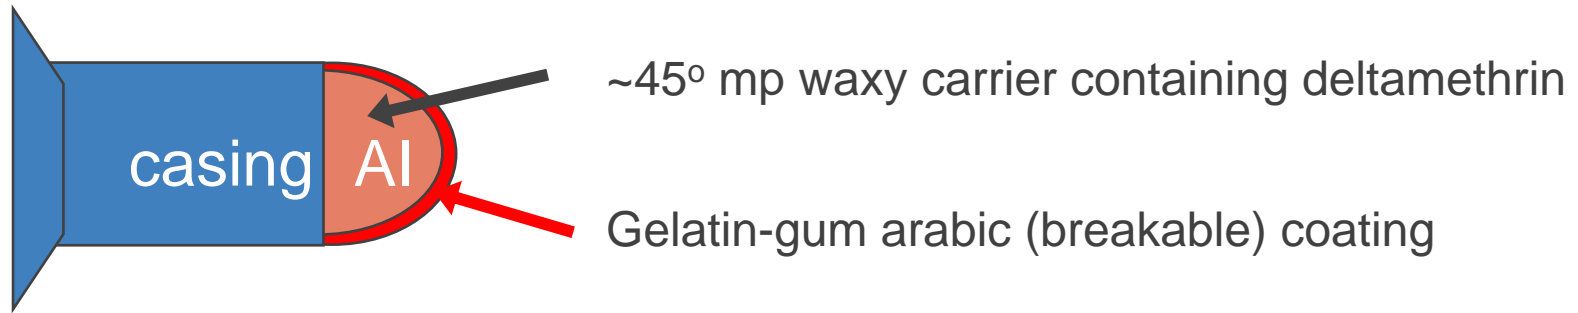 ~45º mp waxy carrier containing deltamethrin
casing AI
Gelatin-gum arabic (breakable) coating